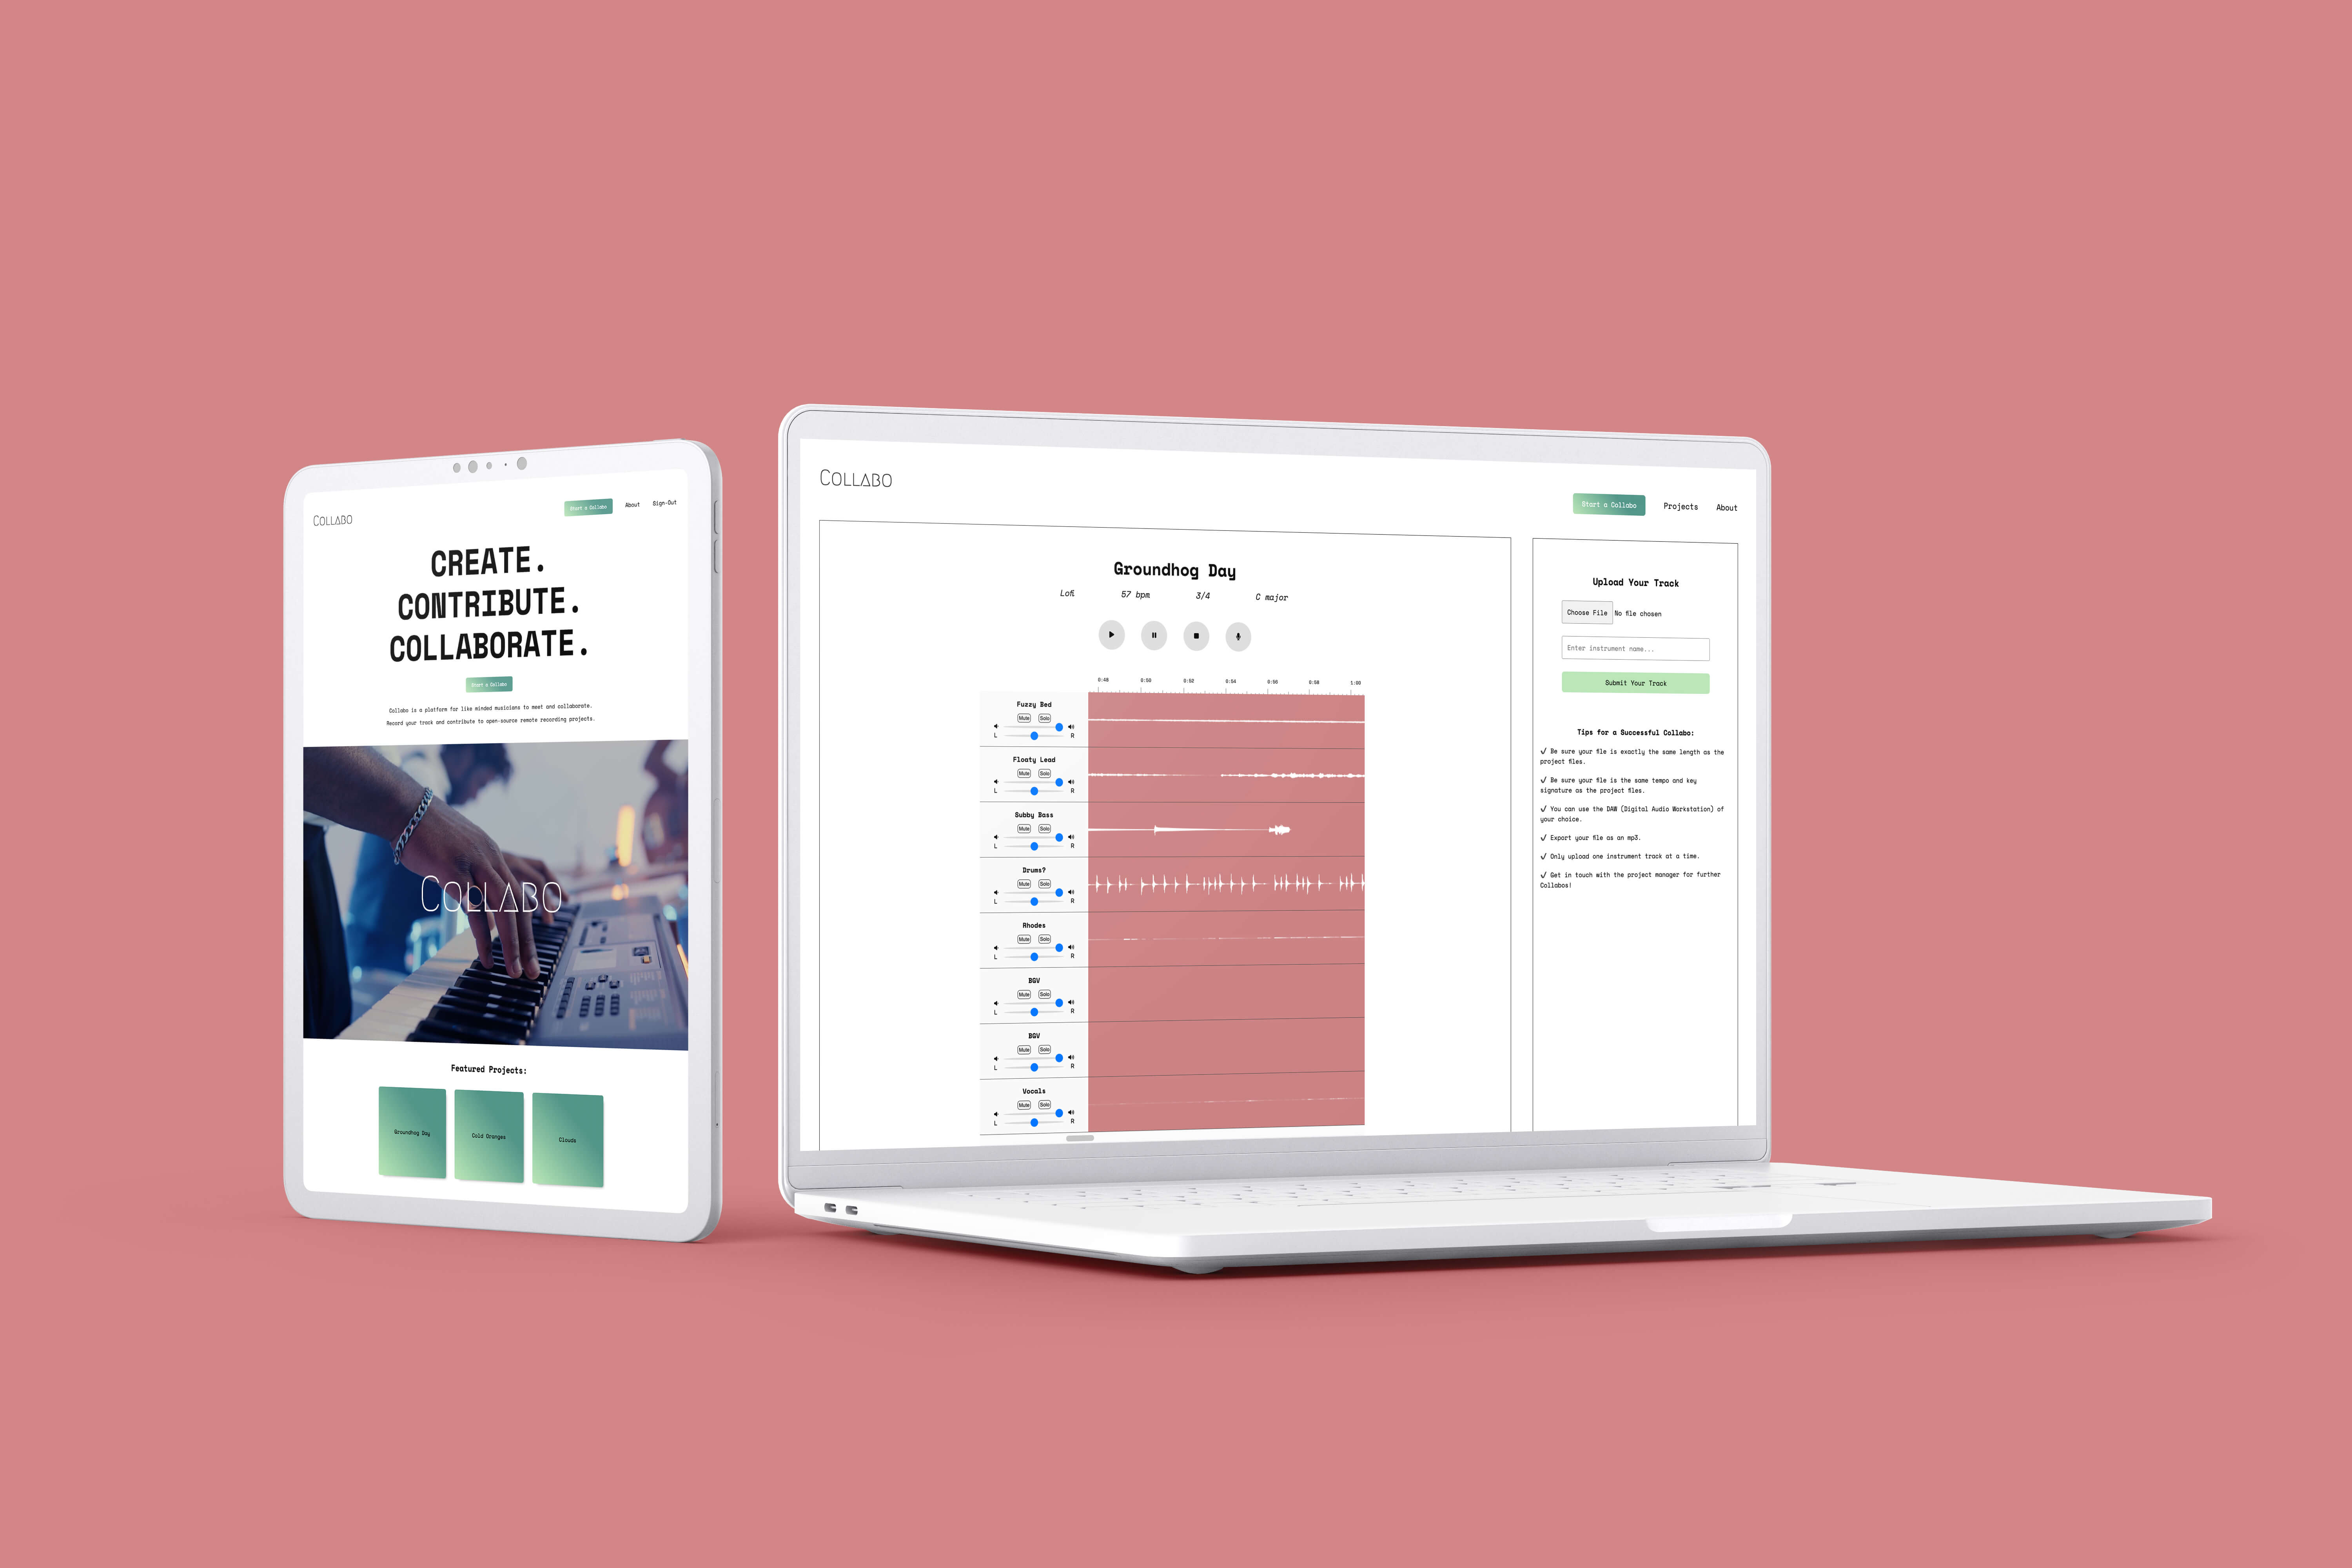 COLLABO
Start a Collabo About Sign-Out
CREATE.
CONTRIBUTE.
COLLABORATE.
Start a Collabo
Collabo is a platform for like minded musicians to meet and collaborate.
Record your track and contribute to open-source remote recording projects.
COLLABO
Featured Projects:
Groundhog Day Cold Oranges Clouds
COLLABO
Start a Collabo Projects About
Groundhog Day
Lofi 57 bpm 3/4 C major
0:48 0:50 0:52 0:54 0:56 0:58 1:00
Fuzzy Bed
Mute Solo
L R
Floaty Lead
Mute Solo
L R
Subby Bass
Mute Solo
L R
Drums?
Mute Solo
L R
Rhodes
Mute Solo
L R
BGV
Mute Solo
L R
BGV
Mute Solo
L R
Vocals
Mute Solo
L R
Upload Your Track
Choose File No file chosen
Enter instrument name...
Submit Your Track
Tips for a Successful Collabo:
✓ Be sure your file is exactly the same length as the
project files.
✓ Be sure your file is the same tempo and key
signature as the project files.
✓ You can use the DAW (Digital Audio Workstation) of
your choice.
✓ Export your file as an mp3.
✓ Only upload one instrument track at a time.
✓ Get in touch with the project manager for further
Collabos!